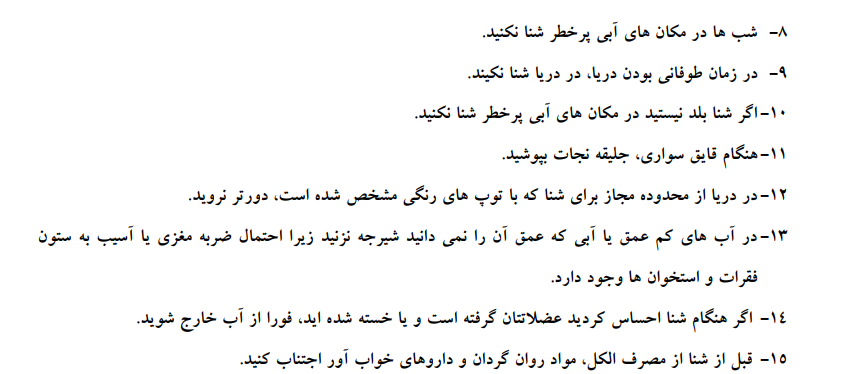 ۸- شب ها در مکان های آبی پرخطر شنا نکنید.
۹- در زمان طوفانی بودن دریا، در دریا شنا نکیند.
۱۰-اگر شنا بلد نیستید در مکان های آبی پرخطر شنا نکنید.
۱۱-هنگام قایق سواری، جلیقه نجات بپوشید.
۱۲-در دریا از محدوده مجاز برای شنا که با توپ های رنگی مشخص شده است، دورتر نروید.
۱۳-در آب های کم عمق یا آبی که عمق آن را نمی دانید شیرجه نزنید زیرا احتمال ضربه مغزی یا آسیب به ستون
فقرات و استخوان ها وجود دارد.
۱۴- اگر هنگام شنا احساس کردید عضلاتتان گرفته است و یا خسته شده اید، فورا از آب خارج شوید.
۱۵- قبل از شنا از مصرف الکل، مواد روان گردان و داروهای خواب آور اجتناب کنید.